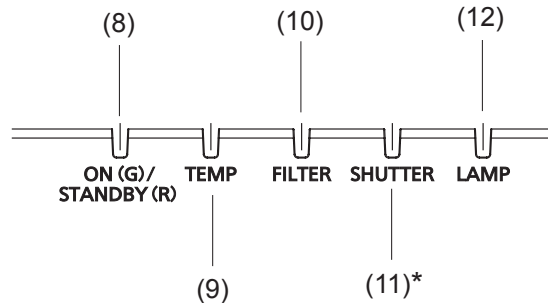 (8) (10) (12)
ON (G)/ TEMP FILTER SHUTTER LAMP
STANDBY (R)
(9) (11)*